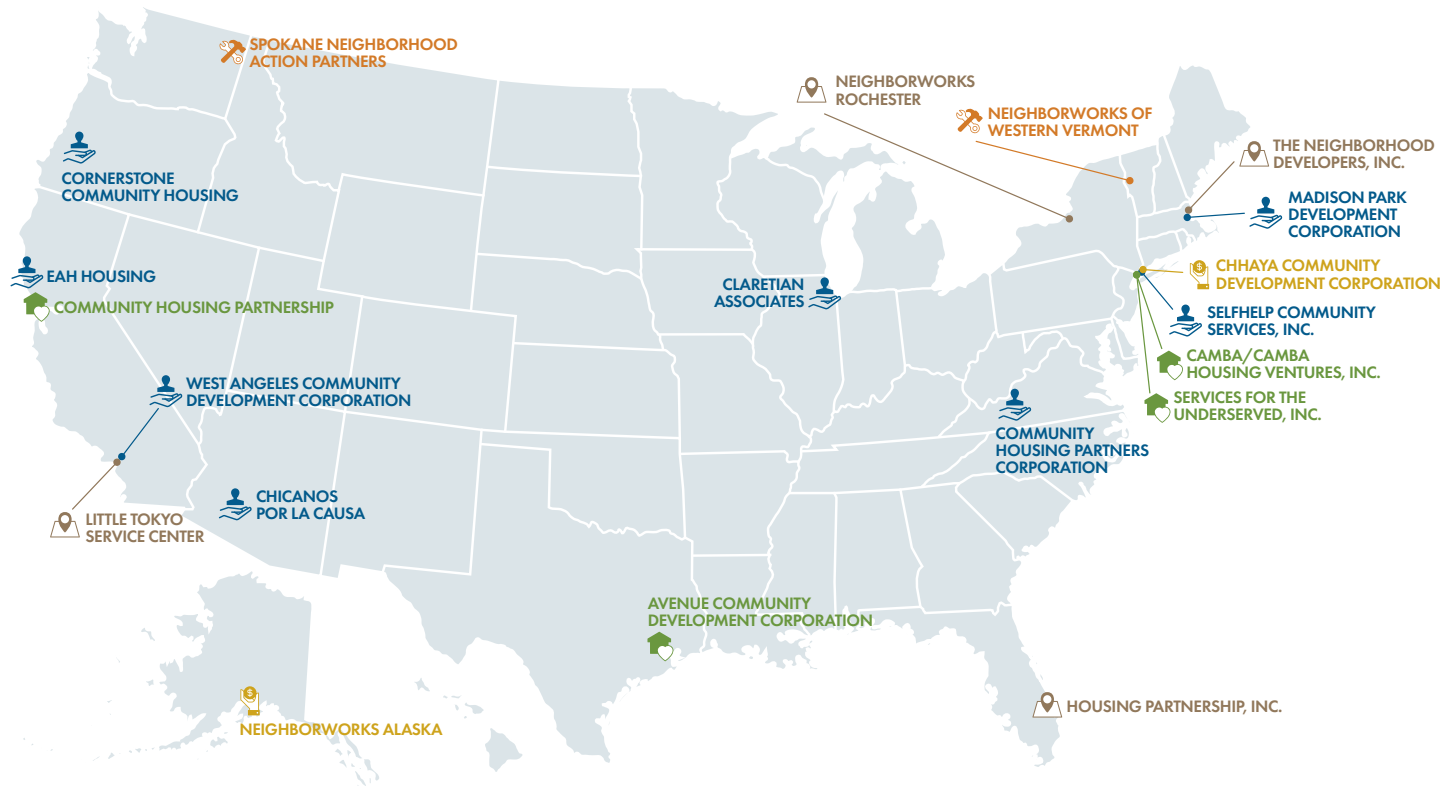 SPOKANE NEIGHBORHOOD
ACTION PARTNERS
NEIGHBORWORKS
ROCHESTER
NEIGHBORWORKS OF
WESTERN VERMONT
THE NEIGHBORHOOD
DEVELOPERS, INC.
CORNERSTONE
COMMUNITY HOUSING
MADISON PARK
DEVELOPMENT
CORPORATION
EAH HOUSING
COMMUNITY HOUSING PARTNERSHIP
CLARETIAN
ASSOCIATES
$
CHHAYA COMMUNITY
DEVELOPMENT CORPORATION
SELFHELP COMMUNITY
SERVICES, INC.
CAMBA/CAMBA
HOUSING VENTURES, INC.
SERVICES FOR THE
UNDERSERVED, INC.
WEST ANGELES COMMUNITY
DEVELOPMENT CORPORATION
COMMUNITY
HOUSING PARTNERS
CORPORATION
CHICANOS
POR LA CAUSA
LITTLE TOKYO
SERVICE CENTER
AVENUE COMMUNITY
DEVELOPMENT CORPORATION
$
NEIGHBORWORKS ALASKA
HOUSING PARTNERSHIP, INC.